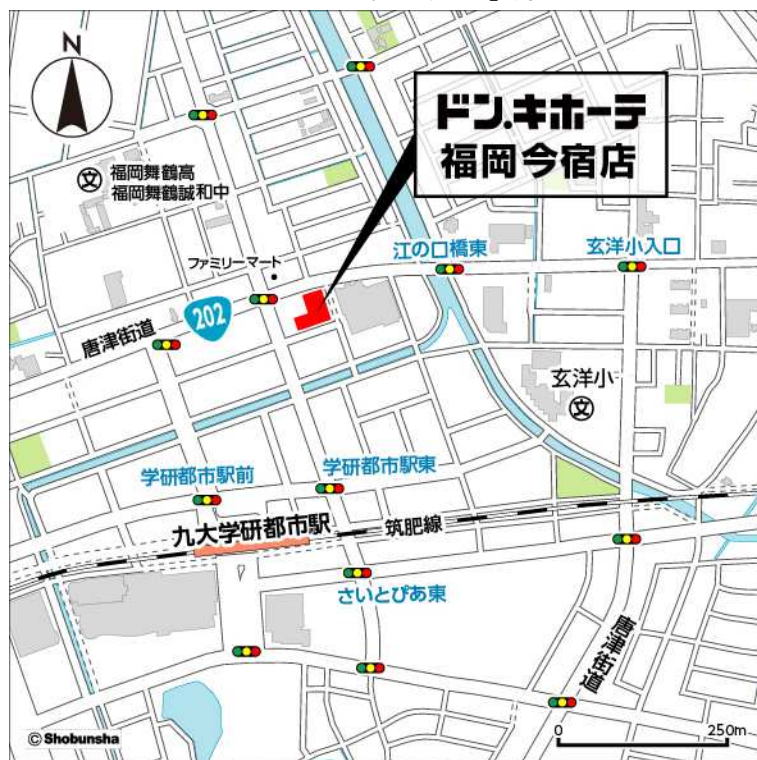 N
ドン.キホーテ
福岡今宿店
福岡舞鶴高
福岡舞鶴誠和中
文
ファミリーマート
江の口橋東
玄洋小入口
202
唐津街道
玄洋小
文
学研都市駅前
学研都市駅東
九大学研都市駅
筑肥線
さいとぴあ東
唐津街道
© Shobunsha
0 250m